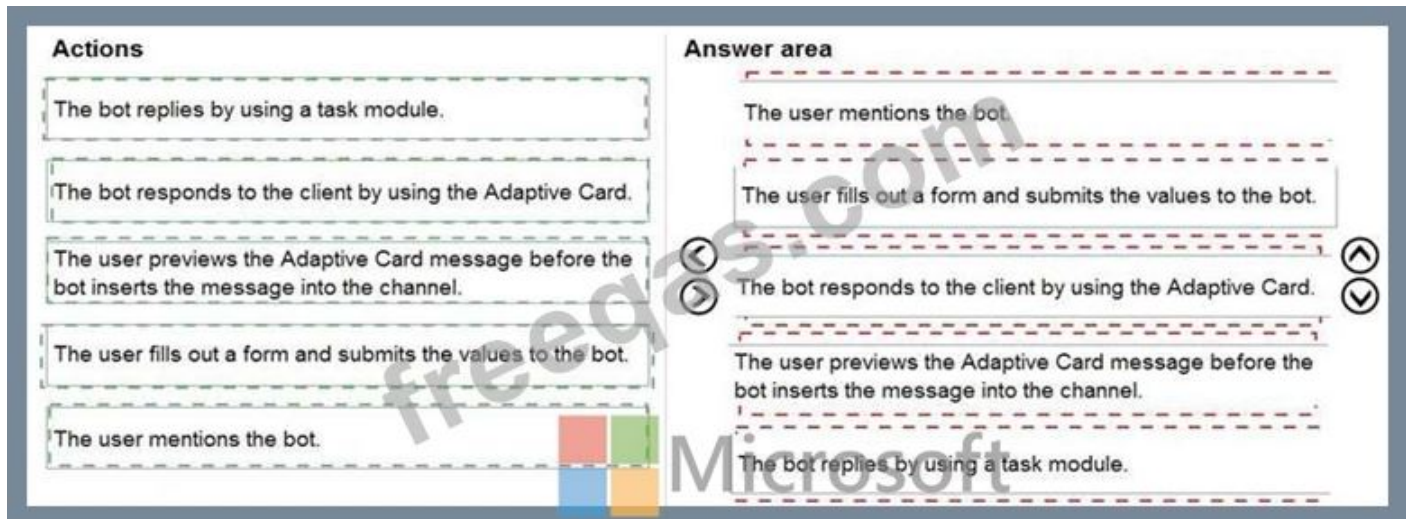 Actions
The bot replies by using a task module.
The bot responds to the client by using the Adaptive Card.
The user previews the Adaptive Card message before the
bot inserts the message into the channel.
The user fills out a form and submits the values to the bot.
The user mentions the bot.
Answer area
The user mentions the bot.
The user fills out a form and submits the values to the bot.
The bot responds to the client by using the Adaptive Card.
The user previews the Adaptive Card message before the
bot inserts the message into the channel.
The bot replies by using a task module.
freeqas.com
Microsoft